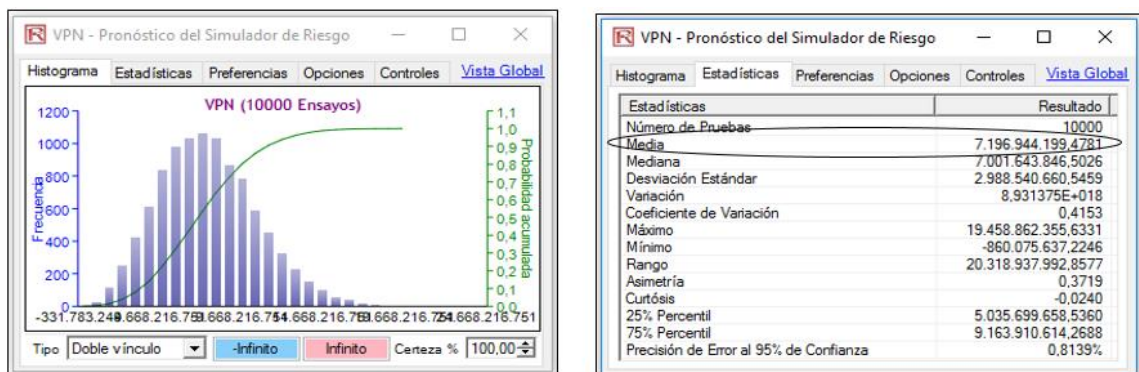 VPN - Pronóstico del Simulador de Riesgo
Histograma Estadísticas Preferencias Opciones Controles Vista Global
VPN (10000 Ensayos)
Frecuencia
1200
1000
800
600
400
200
0
1,1
1,0
0,9
0,8
0,7
0,6
0,5
0,4
0,3
0,2
0,1
0,0
Probabilidad acumulada
Tipo Doble vínculo -Infinito Infinito Certeza % 100,00
VPN - Pronóstico del Simulador de Riesgo
Histograma Estadísticas Preferencias Opciones Controles Vista Global
Estadísticas Resultado
Número de Pruebas 10000
Media 7.196.944.199,4781
Mediana 7.001.643.846,5026
Desviación Estándar 2.988.540.660,5459
Variación 8,931375E+018
Coeficiente de Variación 0,4153
Máximo 19.458.862.355,6331
Mínimo -860.075.637,2246
Rango 20.318.937.992,8577
Asimetría 0,3719
Curtósis -0,0240
25% Percentil 5.035.699.658,5360
75% Percentil 9.163.910.614,2688
Precisión de Error al 95% de Confianza 0,8139%